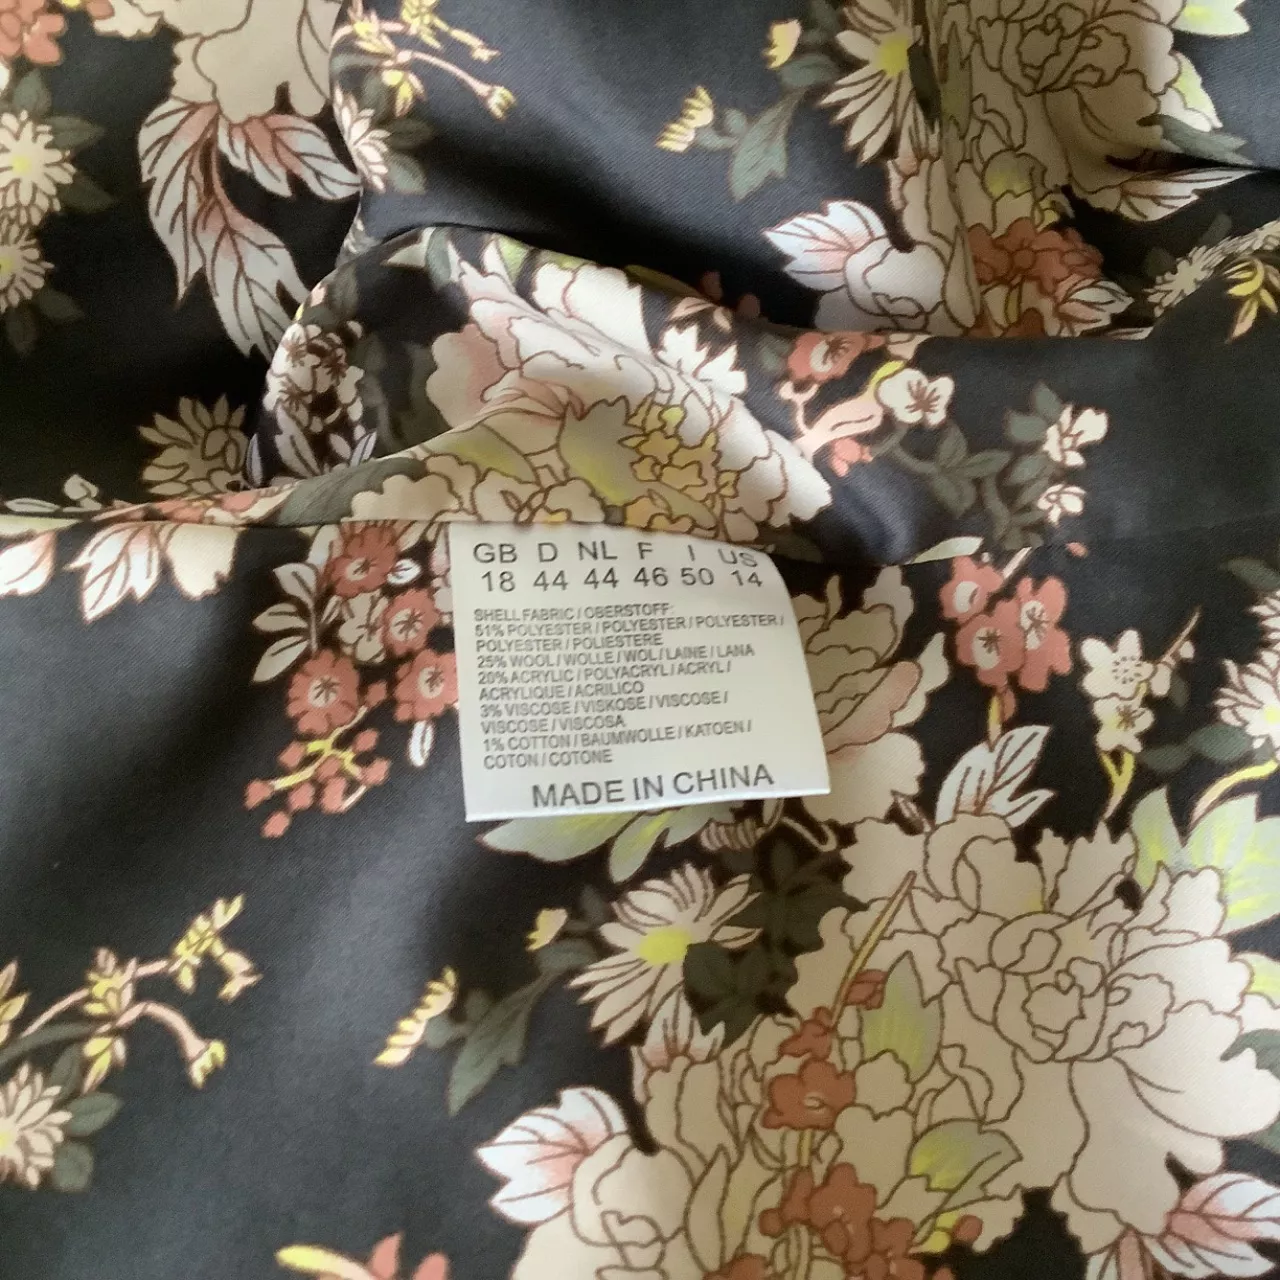 GB D NL F I US
18 44 44 46 50 14
SHELL FABRIC / OBERSTOFF:
51% POLYESTER / POLYESTER / POLYESTER /
POLYESTER / POLIESTERE
25% WOOL / WOLLE / WOL / LAINE / LANA
20% ACRYLIC / POLYACRYL / ACRYL /
ACRYLIQUE / ACRILICO
3% VISCOSE / VISKOSE / VISCOSE /
VISCOSE / VISCOSA
1% COTTON / BAUMWOLLE / KATOEN /
COTON / COTONE
MADE IN CHINA